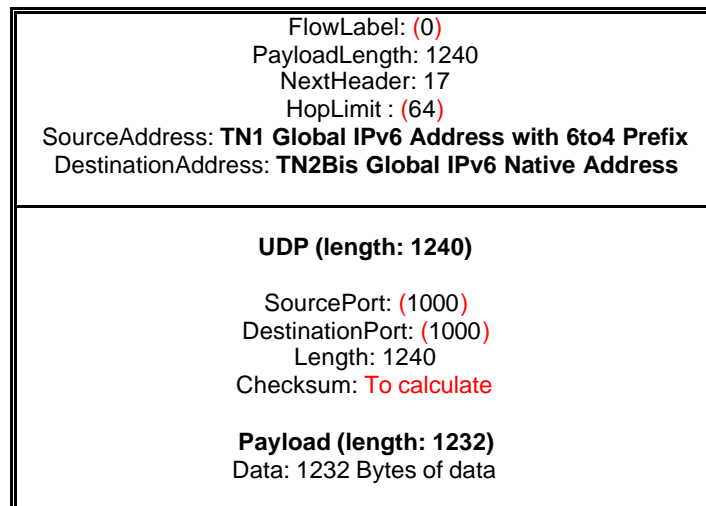 FlowLabel: (0)
PayloadLength: 1240
NextHeader: 17
HopLimit : (64)
SourceAddress: TN1 Global IPv6 Address with 6to4 Prefix
DestinationAddress: TN2Bis Global IPv6 Native Address
UDP (length: 1240)
SourcePort: (1000)
DestinationPort: (1000)
Length: 1240
Checksum: To calculate
Payload (length: 1232)
Data: 1232 Bytes of data